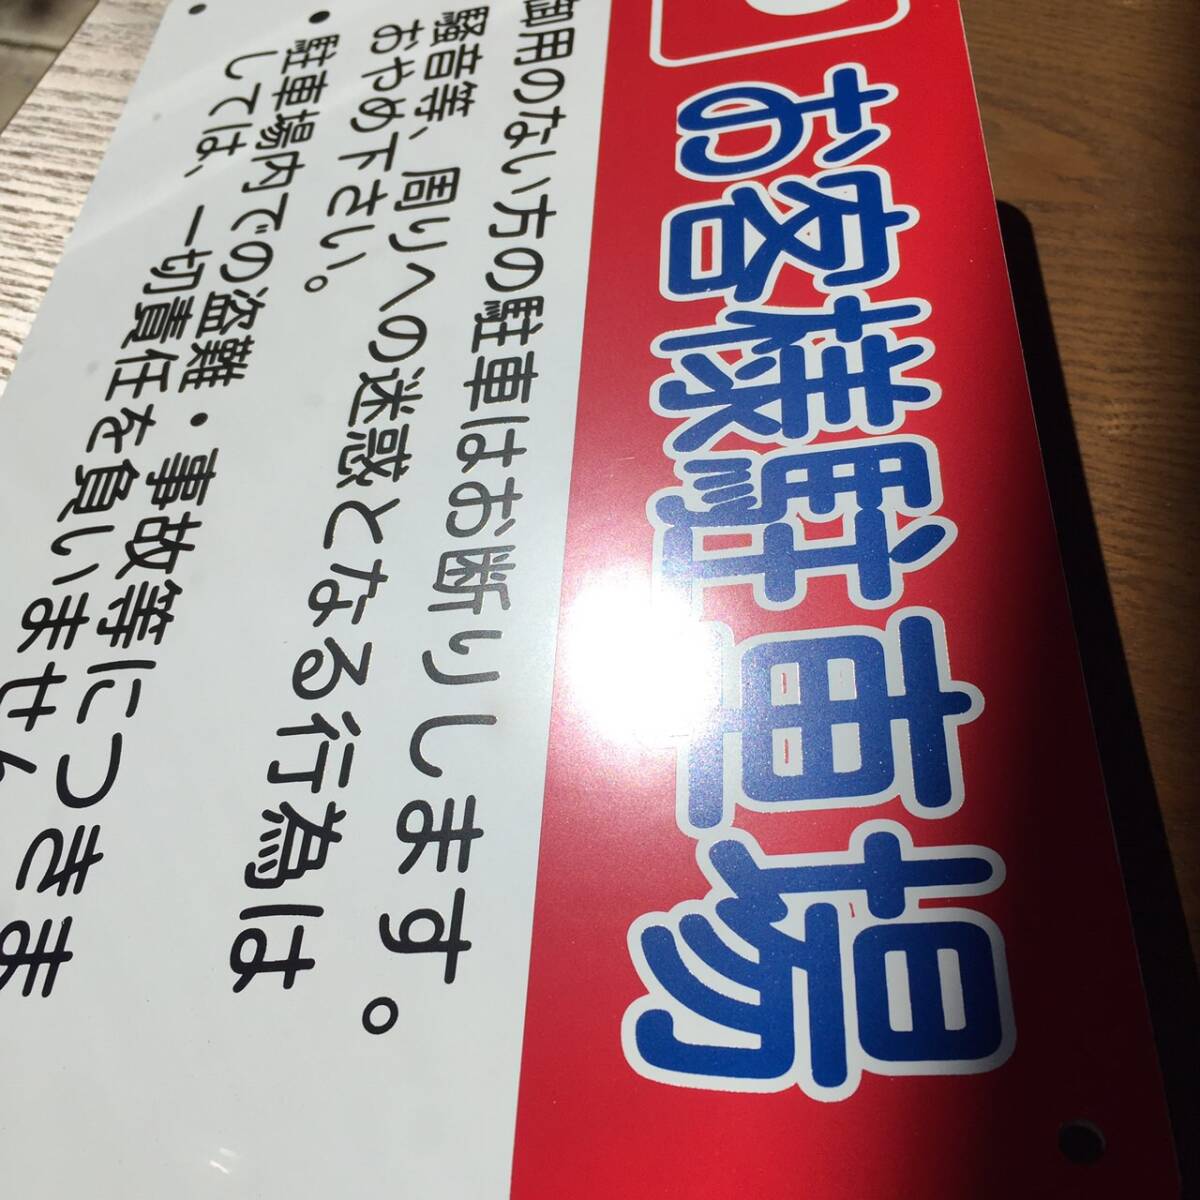 お客様駐車場
御用のない方の駐車はお断りします。
騒音等、周りへの迷惑となる行為は
おやめ下さい。
・駐車場内での盗難・事故等につきま
しては、一切責任を負いません